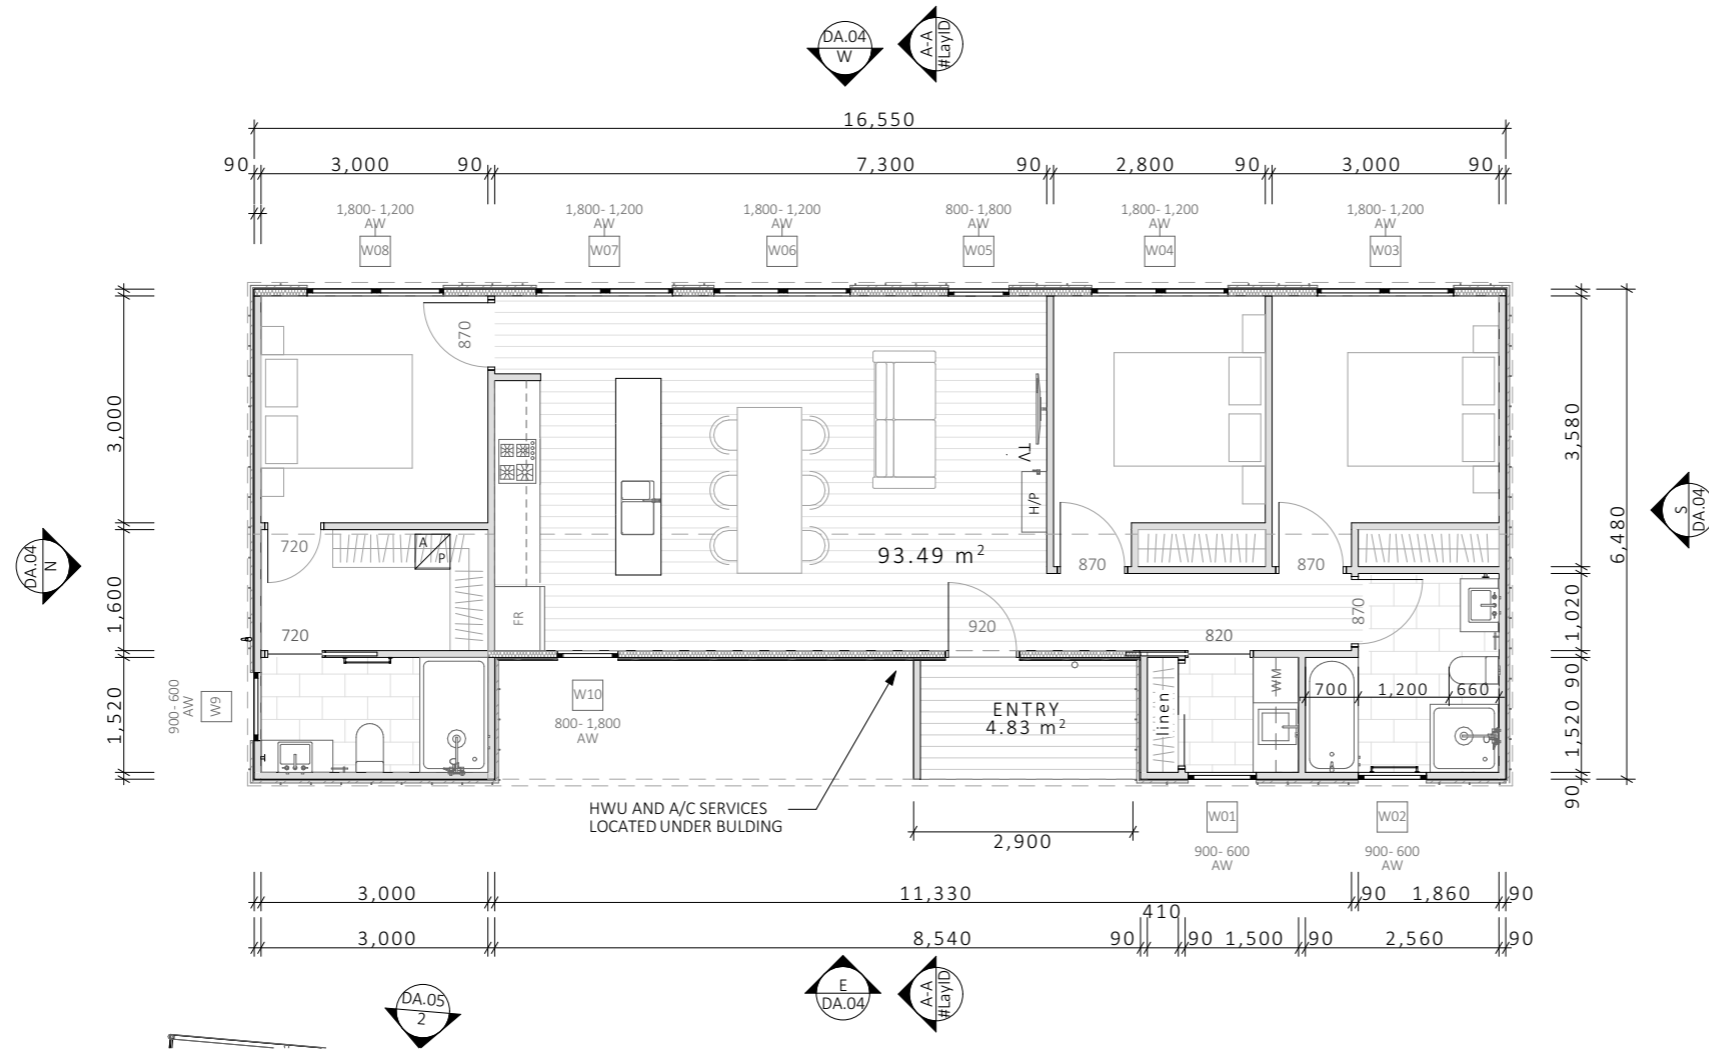 DA.04
W
A-A
#LayID
16,550
90 3,000 90 7,300 90 2,800 90 3,000 90
1,800- 1,200
AW
W08
1,800- 1,200
AW
W07
1,800- 1,200
AW
W06
800- 1,800
AW
W05
1,800- 1,200
AW
W04
1,800- 1,200
AW
W03
870
3,000
1,600
1,520
TV
H/P
93.49 m²
720
A
P
870
870
870
FR
720
920
820
3,580
1,020
90
1,520
90
6,480
DA.04
N
S
DA.04
900- 600
AW
W9
W10
800- 1,800
AW
ENTRY
4.83 m²
linen
WM
700 1,200 660
HWU AND A/C SERVICES
LOCATED UNDER BULDING
2,900
W01
900- 600
AW
W02
900- 600
AW
3,000 11,330 90 1,860 90
410
3,000 8,540 90 90 1,500 90 2,560 90
E
DA.04
A-A
#LayID
DA.05
2